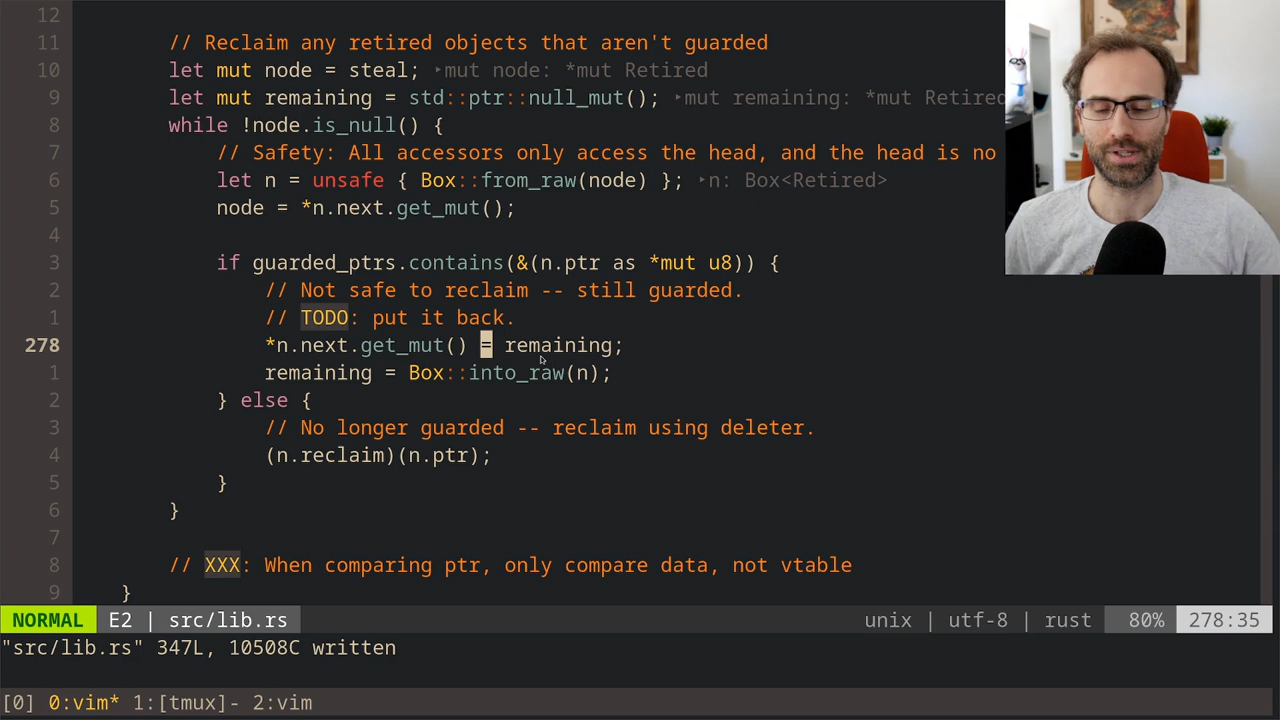 12
11 // Reclaim any retired objects that aren't guarded
10 let mut node = steal; ‣mut node: *mut Retired
9 let mut remaining = std::ptr::null_mut(); ‣mut remaining: *mut Retired
8 while !node.is_null() {
7 // Safety: All accessors only access the head, and the head is no
6 let n = unsafe { Box::from_raw(node) }; ‣n: Box<Retired>
5 node = *n.next.get_mut();
4
3 if guarded_ptrs.contains(&(n.ptr as *mut u8)) {
2 // Not safe to reclaim -- still guarded.
1 // TODO: put it back.
278 *n.next.get_mut() = remaining;
1 remaining = Box::into_raw(n);
2 } else {
3 // No longer guarded -- reclaim using deleter.
4 (n.reclaim)(n.ptr);
5 }
6 }
7
8 // XXX: When comparing ptr, only compare data, not vtable
9 }
NORMAL E2 | src/lib.rs unix | utf-8 | rust 80% 278:35
"src/lib.rs" 347L, 10508C written
[0] 0:vim* 1:[tmux]- 2:vim